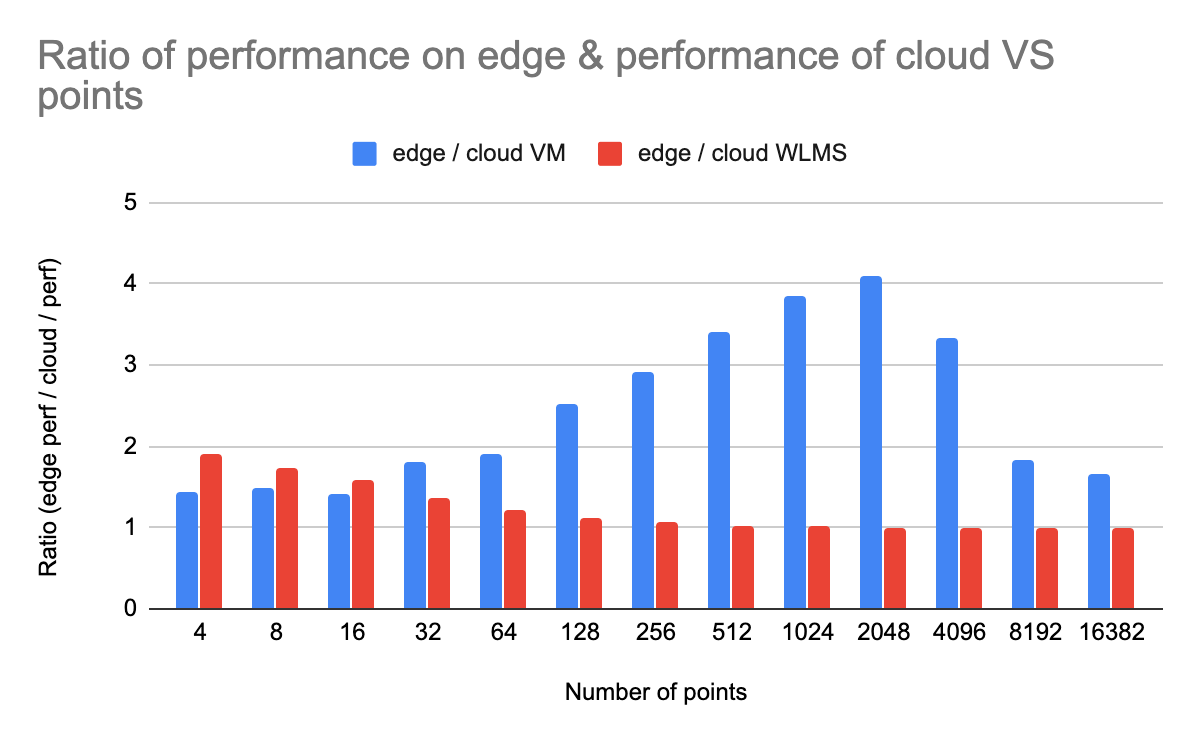 Ratio of performance on edge & performance of cloud VS
points
edge / cloud VM
edge / cloud WLMS
Ratio (edge perf / cloud / perf)
5
4
3
2
1
0
4 8 16 32 64 128 256 512 1024 2048 4096 8192 16382
Number of points